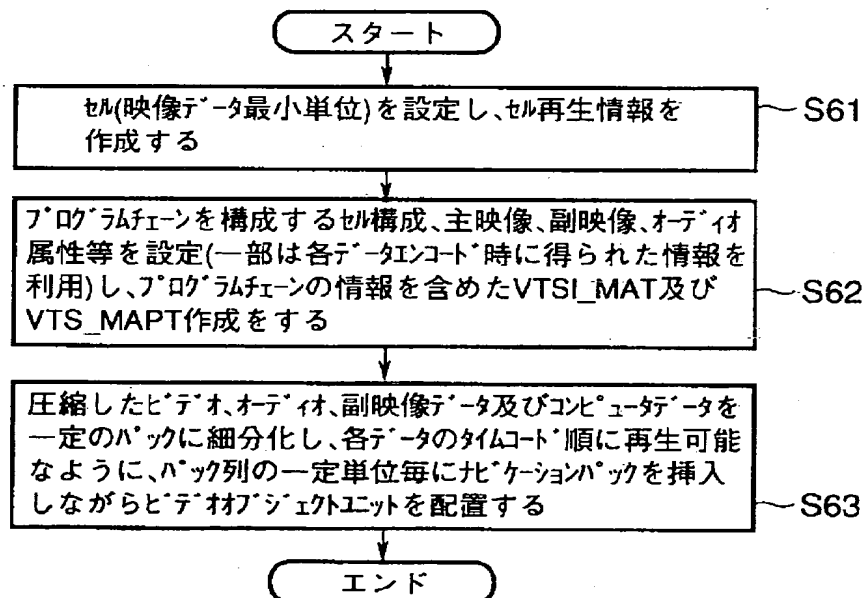 スタート
ｾﾙ(映像ﾃﾞｰﾀ最小単位)を設定し､ｾﾙ再生情報を
作成する
S61
ﾌﾟﾛｸﾞﾗﾑﾁｪｰﾝを構成するｾﾙ構成､主映像､副映像､ｵｰﾃﾞｨｵ
属性等を設定(一部は各ﾃﾞｰﾀｴﾝｺｰﾄﾞ時に得られた情報を
利用)し､ﾌﾟﾛｸﾞﾗﾑﾁｪｰﾝの情報を含めたVTSI_MAT及び
VTS_MAPT作成をする
S62
圧縮したﾋﾞﾃﾞｵ､ｵｰﾃﾞｨｵ､副映像ﾃﾞｰﾀ及びｺﾝﾋﾟｭｰﾀﾃﾞｰﾀを
一定のﾊﾟｯｸに細分化し､各ﾃﾞｰﾀのﾀｲﾑｺｰﾄﾞ順に再生可能
なように､ﾊﾟｯｸ列の一定単位毎にﾅﾋﾞｹﾞｰｼｮﾝﾊﾟｯｸを挿入
しながらﾋﾞﾃﾞｵｵﾌﾞｼﾞｪｸﾄﾕﾆｯﾄを配置する
S63
エンド